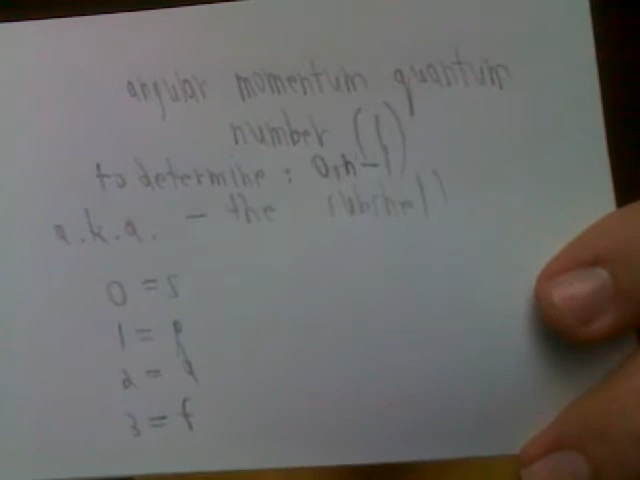 angular momentum quantum
number (l)
to determine: 0, n-1
a.k.a. - the subshell
0 = s
1 = p
2 = d
3 = f